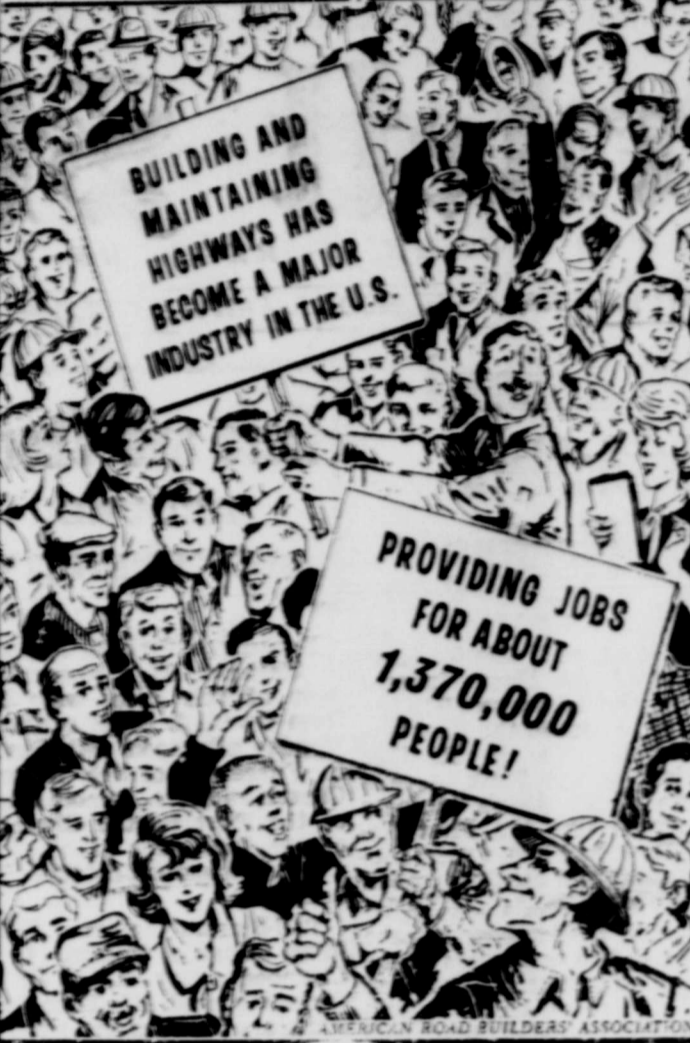 BUILDING AND
MAINTAINING
HIGHWAYS HAS
BECOME A MAJOR
INDUSTRY IN THE U.S.
PROVIDING JOBS
FOR ABOUT
1,370,000
PEOPLE!
AMERICAN ROAD BUILDERS' ASSOCIATION